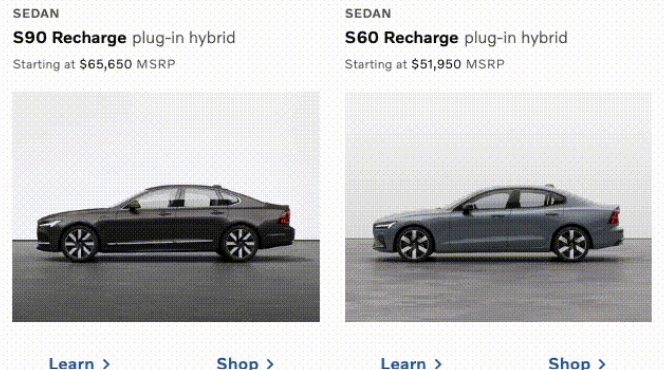 SEDAN
S90 Recharge plug-in hybrid
Starting at $65,650 MSRP
Learn >
Shop >
SEDAN
S60 Recharge plug-in hybrid
Starting at $51,950 MSRP
Learn >
Shop >